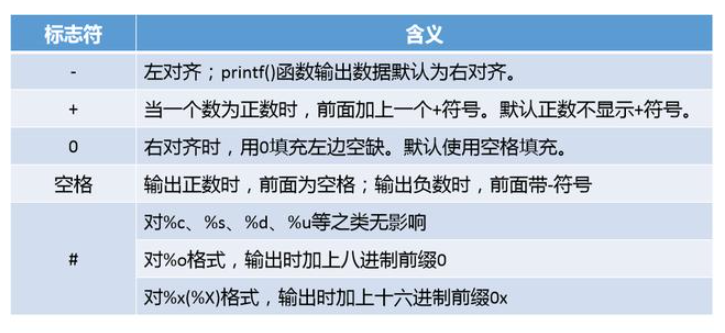 标志符 含义
- 左对齐；printf()函数输出数据默认为右对齐。
+ 当一个数为正数时，前面加上一个+符号。默认正数不显示+符号。
0 右对齐时，用0填充左边空缺。默认使用空格填充。
空格 输出正数时，前面为空格；输出负数时，前面带-符号
对%c、%s、%d、%u等之类无影响
# 对%o格式，输出时加上八进制前缀0
对%x(%X)格式，输出时加上十六进制前缀0x